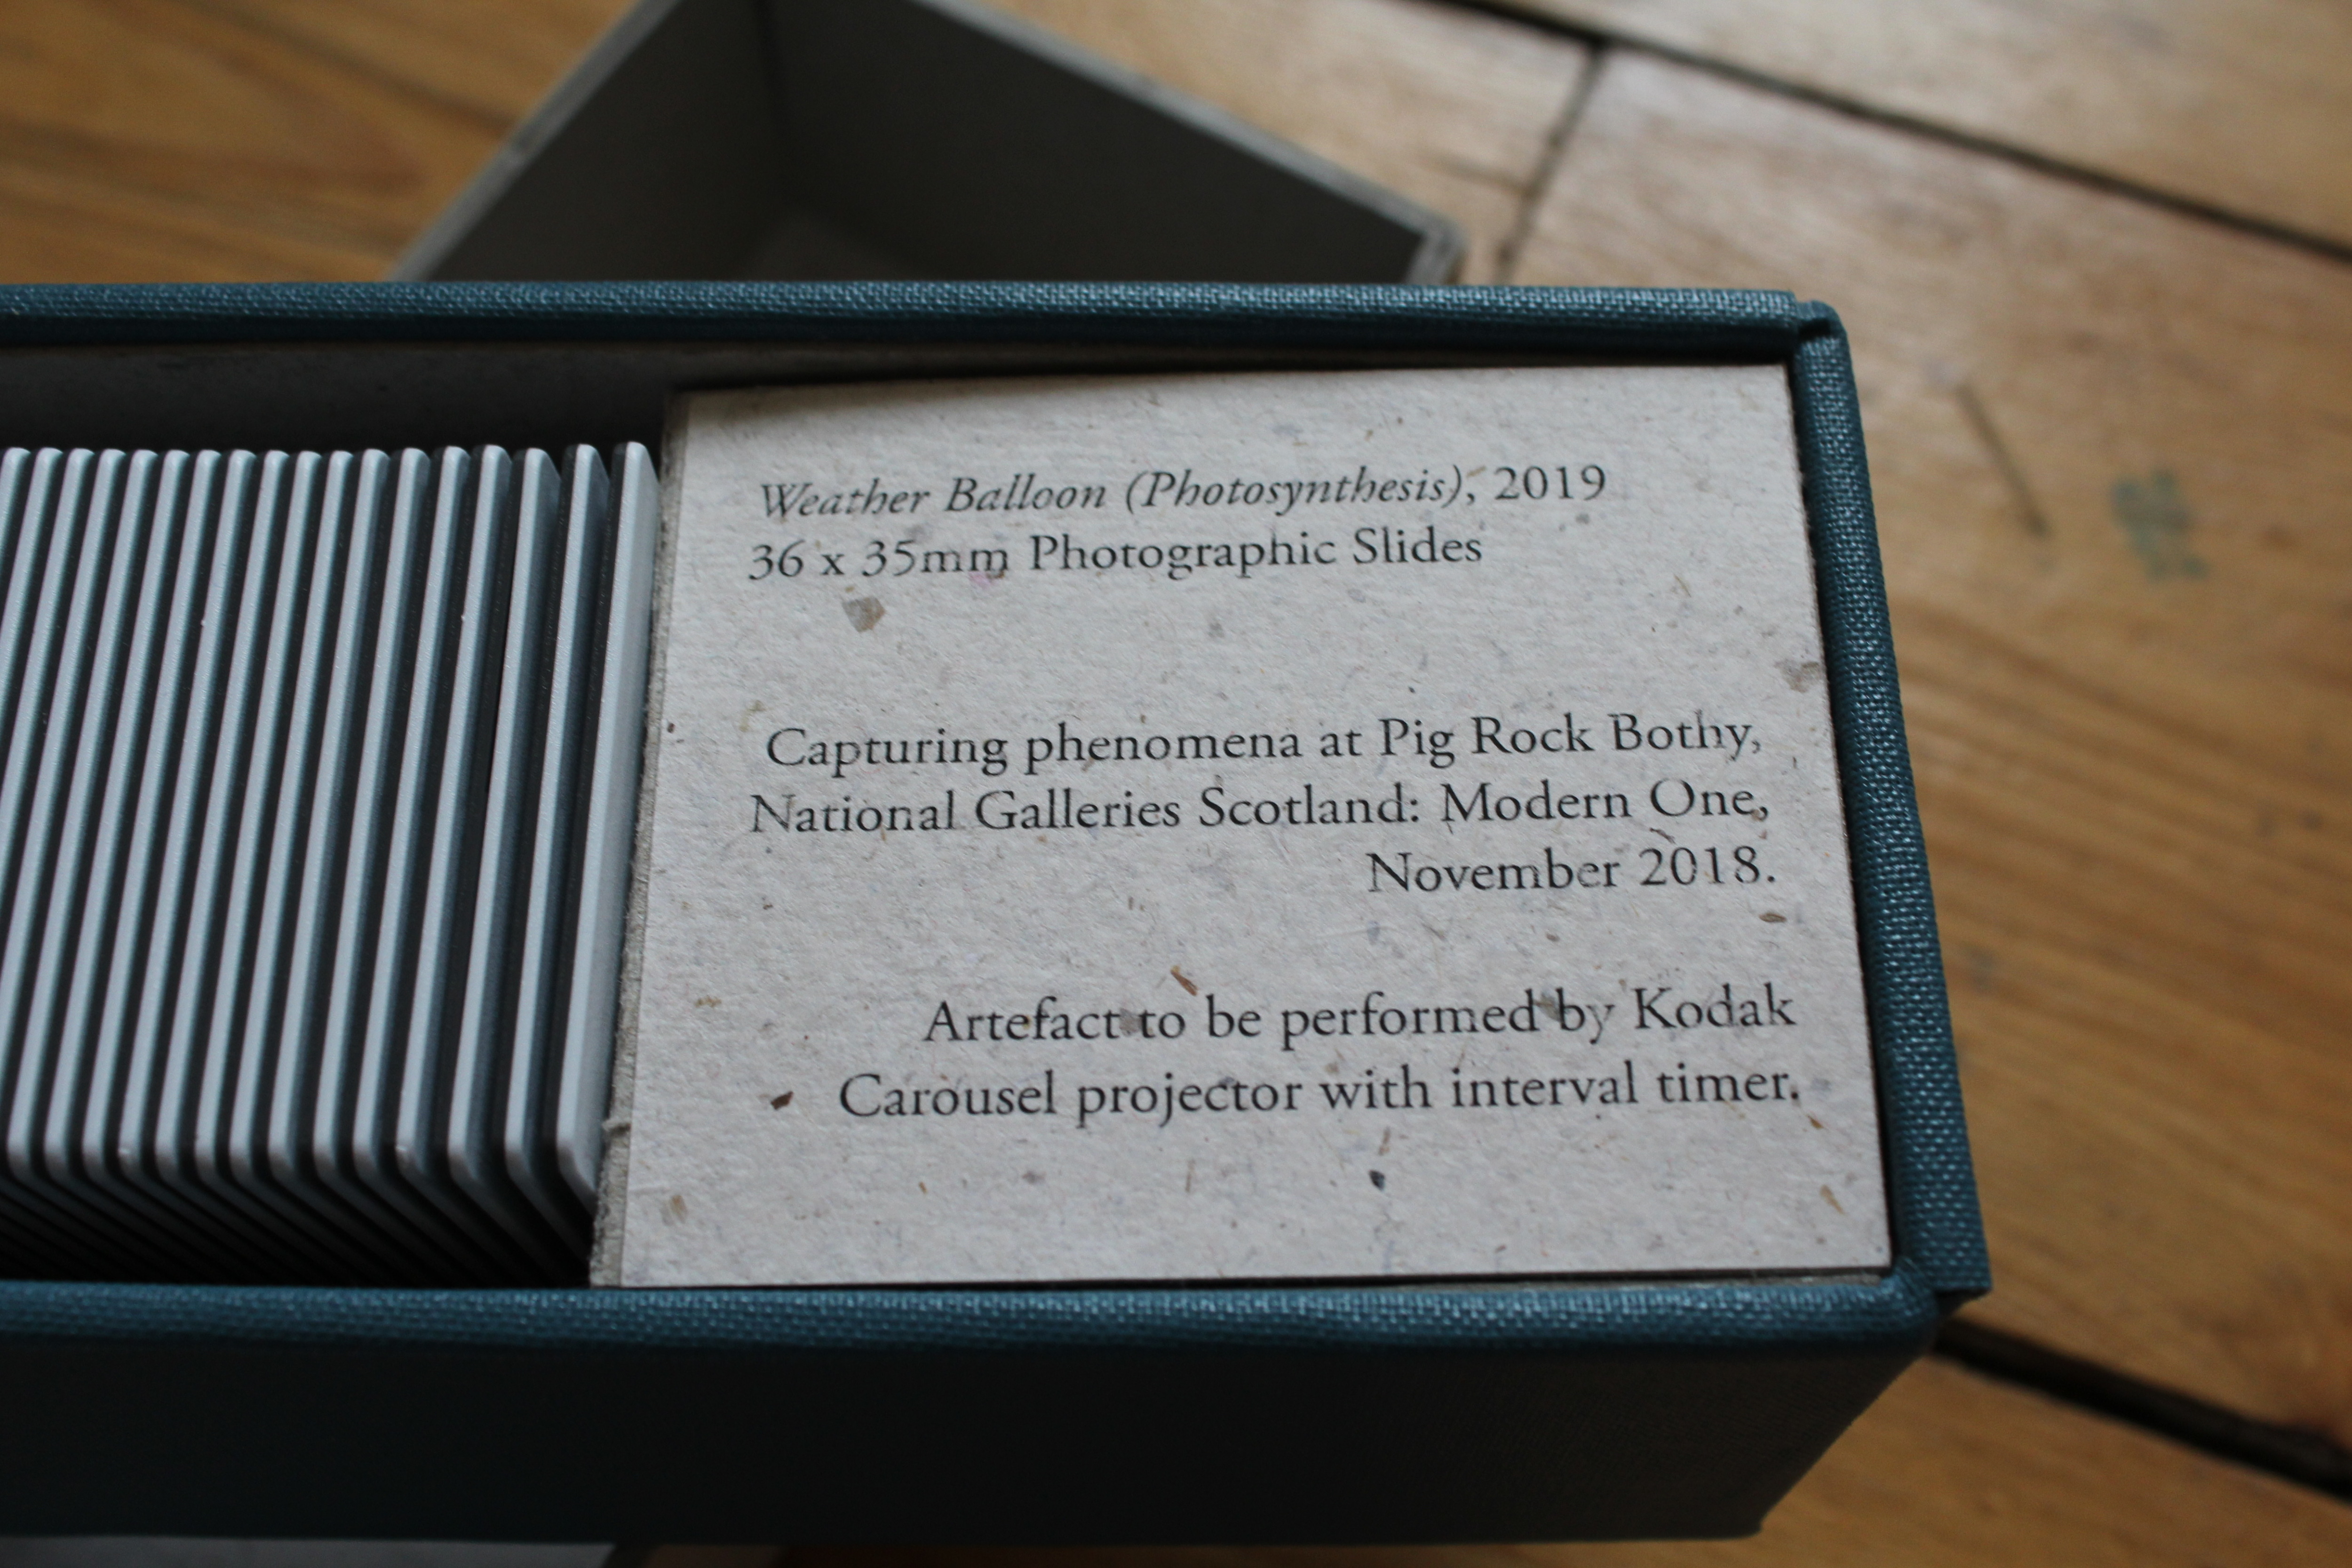 Weather Balloon (Photosynthesis), 2019
36 x 35mm Photographic Slides
Capturing phenomena at Pig Rock Bothy,
National Galleries Scotland: Modern One,
November 2018.
Artefact to be performed by Kodak
Carousel projector with interval timer.